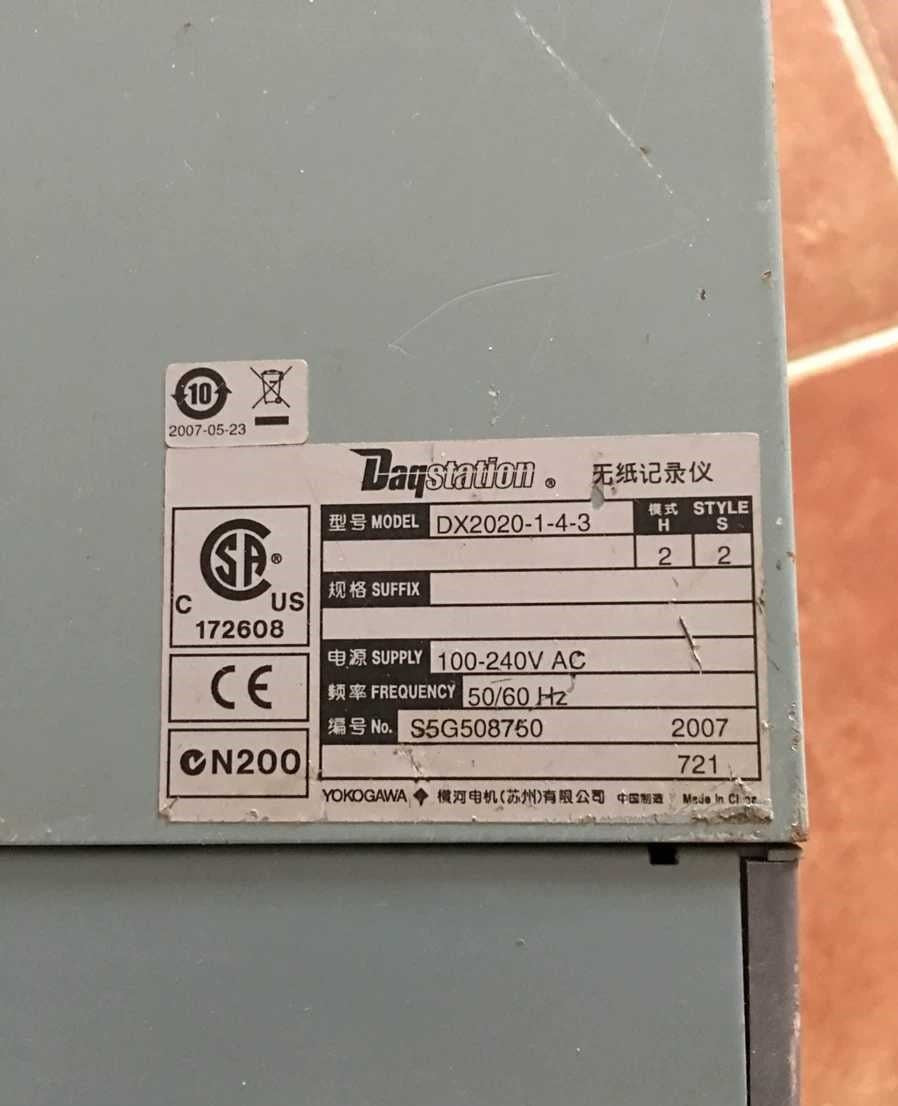 10
2007-05-23
Daqstation ® 无纸记录仪
型号 MODEL DX2020-1-4-3
模式 STYLE
H S
2 2
规格 SUFFIX
电源 SUPPLY 100-240V AC
频率 FREQUENCY 50/60 Hz
编号 No. S5G508750 2007
721
SA ®
C US
172608
CE
N200
YOKOGAWA 横河电机(苏州)有限公司 中国制造 Made in China